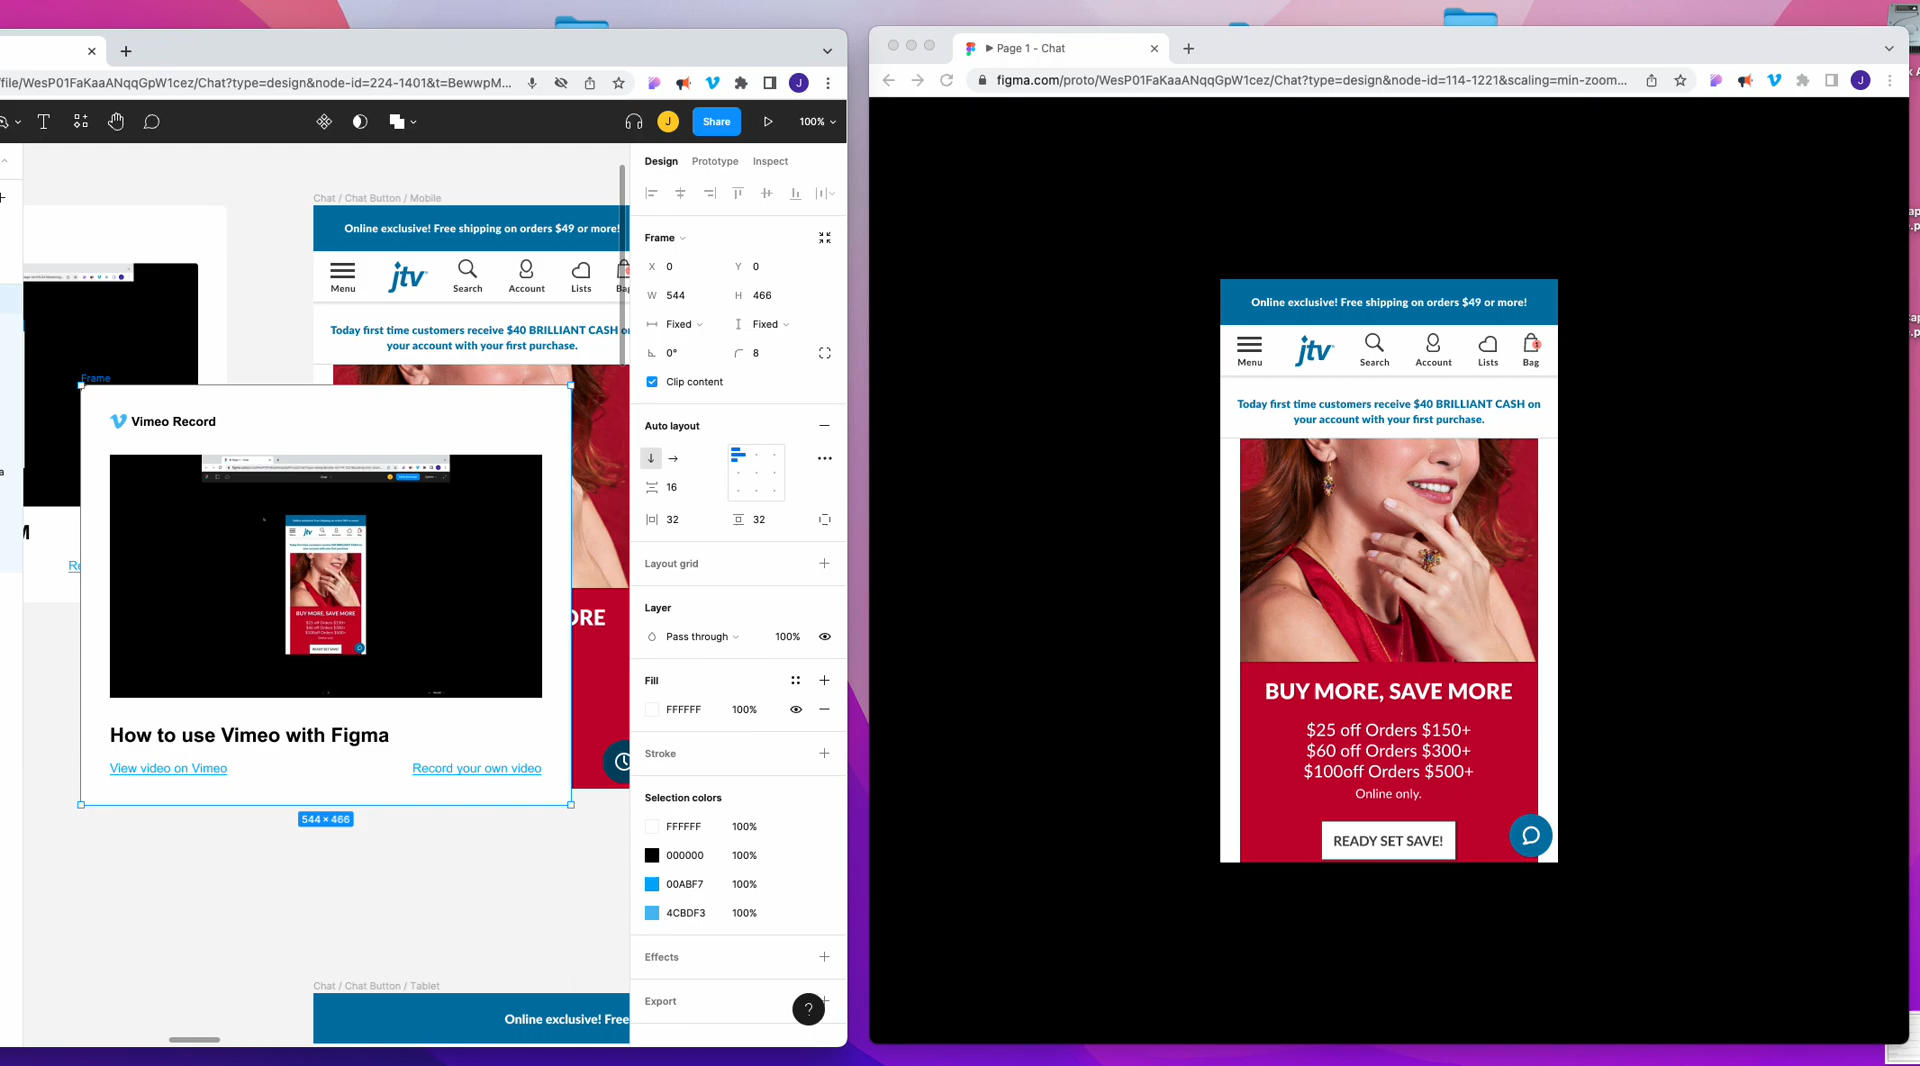 Page 1 - Chat
file/WesP01FaKaaANqqGpW1cez/Chat?type=design&node-id=224-1401&t=BewwpM...
J
figma.com/proto/WesP01FaKaaANqqGpW1cez/Chat?type=design&node-id=114-1221&scaling=min-zoom...
J
J
Share
100%
Design
Prototype
Inspect
Chat / Chat Button / Mobile
Online exclusive! Free shipping on orders $49 or more!
Menu
jtv
Search
Account
Lists
Today first time customers receive $40 BRILLIANT CASH
your account with your first purchase.
Frame
Vimeo Record
How to use Vimeo with Figma
View video on Vimeo
Record your own video
544 × 466
ORE
BUY MORE, SAVE MORE
READY SET SAVE!
Chat / Chat Button / Tablet
Online exclusive! Free
Frame
X 0 Y 0
W 544 H 466
Fixed Fixed
0° 8
Clip content
Auto layout
16
32 32
Layout grid
Layer
Pass through 100%
Fill
FFFFFF 100%
Stroke
Selection colors
FFFFFF 100%
000000 100%
00ABF7 100%
4CBDF3 100%
Effects
Export
?
Online exclusive! Free shipping on orders $49 or more!
Menu
jtv
Search
Account
Lists
Bag
1
Today first time customers receive $40 BRILLIANT CASH on
your account with your first purchase.
BUY MORE, SAVE MORE
$25 off Orders $150+
$60 off Orders $300+
$100off Orders $500+
Online only.
READY SET SAVE!